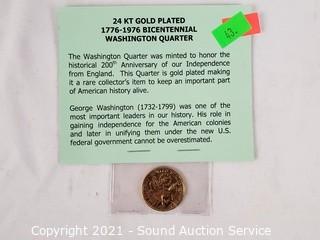 24 KT GOLD PLATED
1776-1976 BICENTENNIAL
WASHINGTON QUARTER
43.
The Washington Quarter was minted to honor the
historical 200th Anniversary of our Independence
from England. This Quarter is gold plated making
it a rare collector's item to keep an important part
of American history alive.
George Washington (1732-1799) was one of the
most important leaders in our history. His role in
gaining independence for the American colonies
and later in unifying them under the new U.S.
federal government cannot be overestimated.
Copyright 2021 - Sound Auction Service